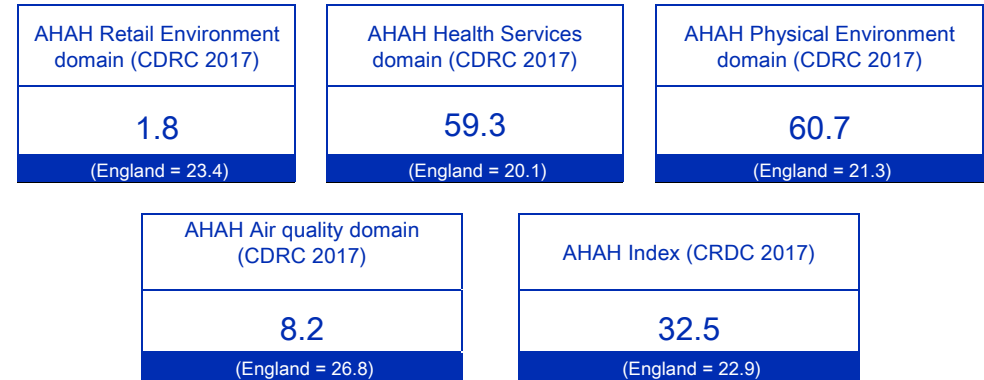 AHAH Retail Environment
domain (CDRC 2017)
1.8
(England = 23.4)
AHAH Health Services
domain (CDRC 2017)
59.3
(England = 20.1)
AHAH Physical Environment
domain (CDRC 2017)
60.7
(England = 21.3)
AHAH Air quality domain
(CDRC 2017)
8.2
(England = 26.8)
AHAH Index (CRDC 2017)
32.5
(England = 22.9)